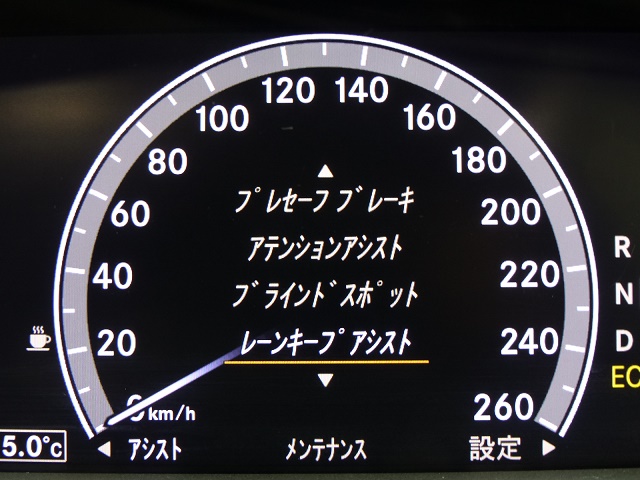 120 140
100 160
80 180
プレセーフ ブレーキ
60 200
アテンションアシスト
R
40 220
ブラインドスポット
N
20 240
レーンキープアシスト
D
EC
0 km/h 260
5.0°C
◀ アシスト メンテナンス 設定 ▶